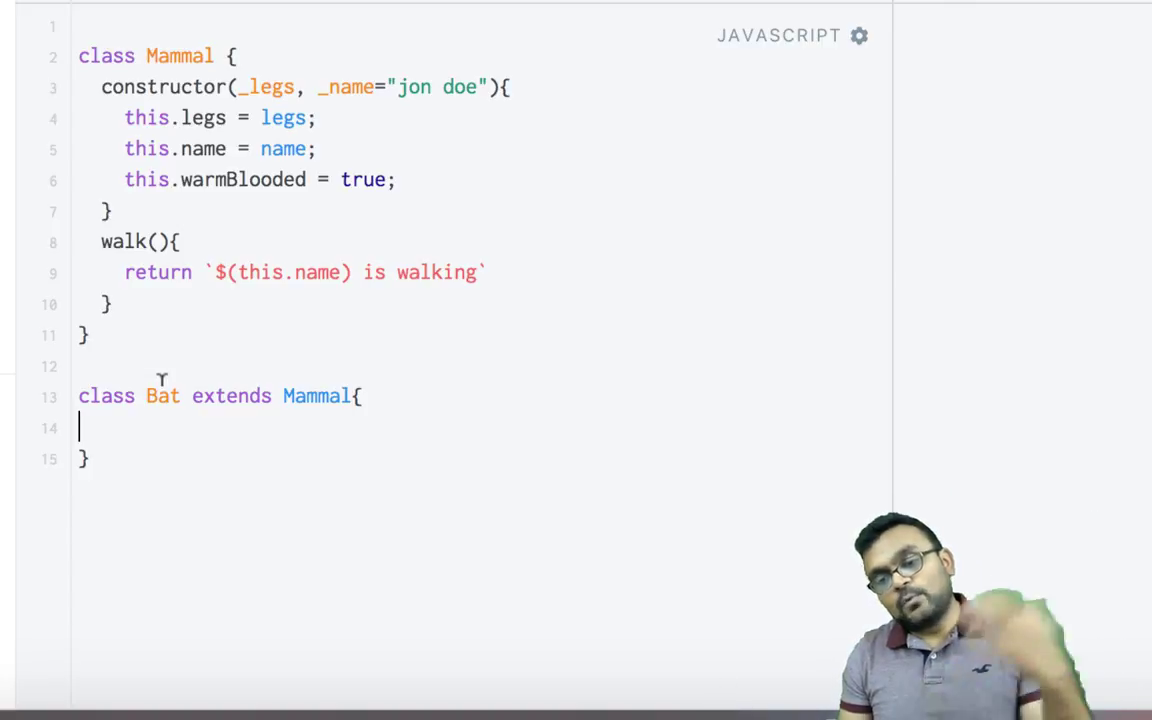 JAVASCRIPT
1
2 class Mammal {
3 constructor(_legs, _name="jon doe"){
4 this.legs = legs;
5 this.name = name;
6 this.warmBlooded = true;
7 }
8 walk(){
9 return `$(this.name) is walking`
10 }
11 }
12
13 class Bat extends Mammal{
14
15 }